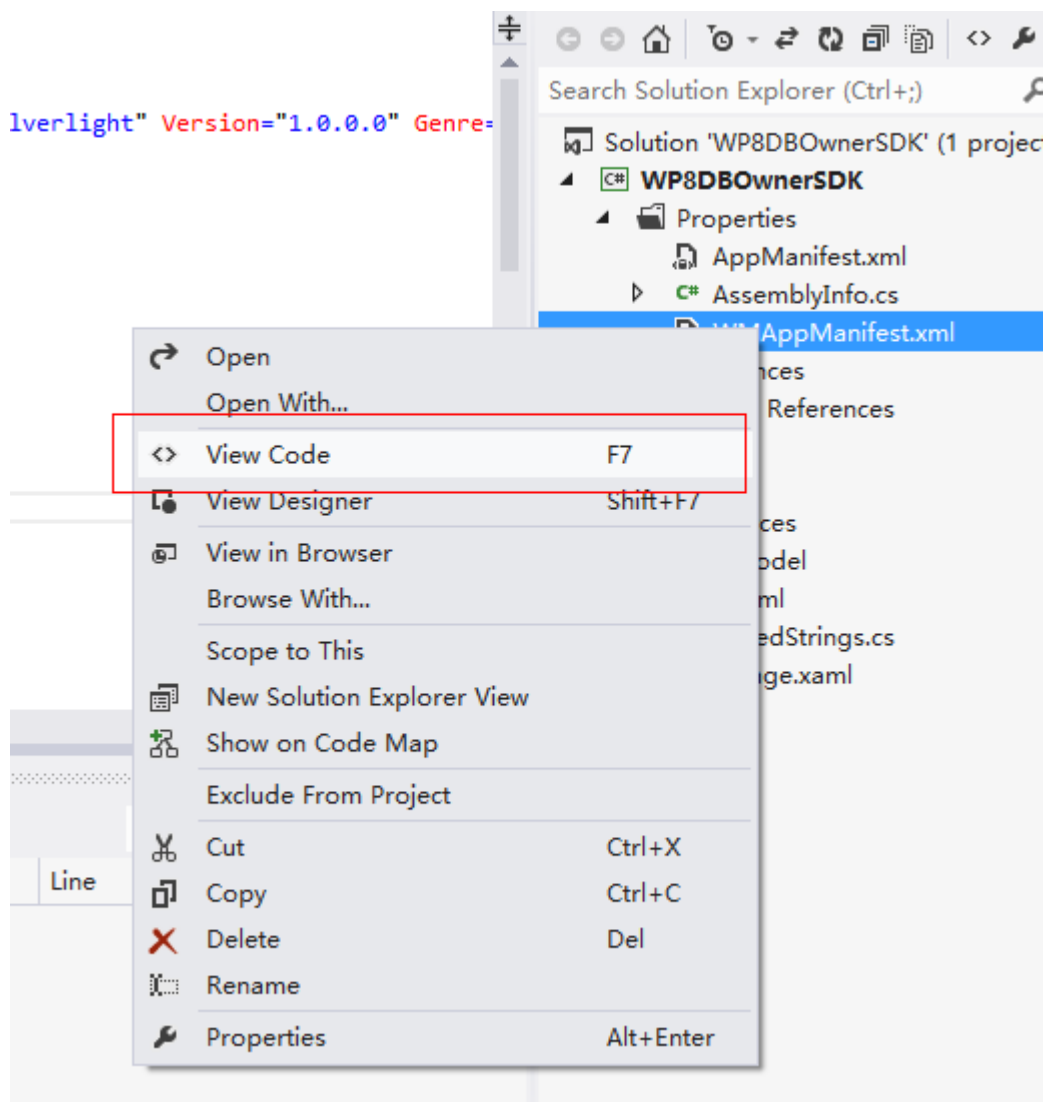 lverlight" Version="1.0.0.0" Genre=
Search Solution Explorer (Ctrl+;)
Solution 'WP8DBOwnerSDK' (1 project
C# WP8DBOwnerSDK
Properties
AppManifest.xml
C# AssemblyInfo.cs
WMAppManifest.xml
nces
References
ces
odel
ml
edStrings.cs
ge.xaml
Open
Open With...
View Code F7
View Designer Shift+F7
View in Browser
Browse With...
Scope to This
New Solution Explorer View
Show on Code Map
Exclude From Project
Cut Ctrl+X
Copy Ctrl+C
Delete Del
Rename
Properties Alt+Enter
Line